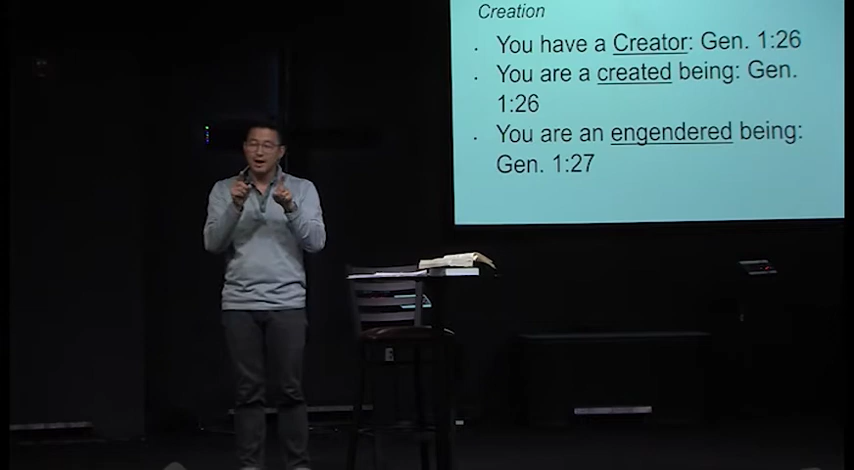 Creation
· You have a Creator: Gen. 1:26
· You are a created being: Gen.
1:26
· You are an engendered being:
Gen. 1:27